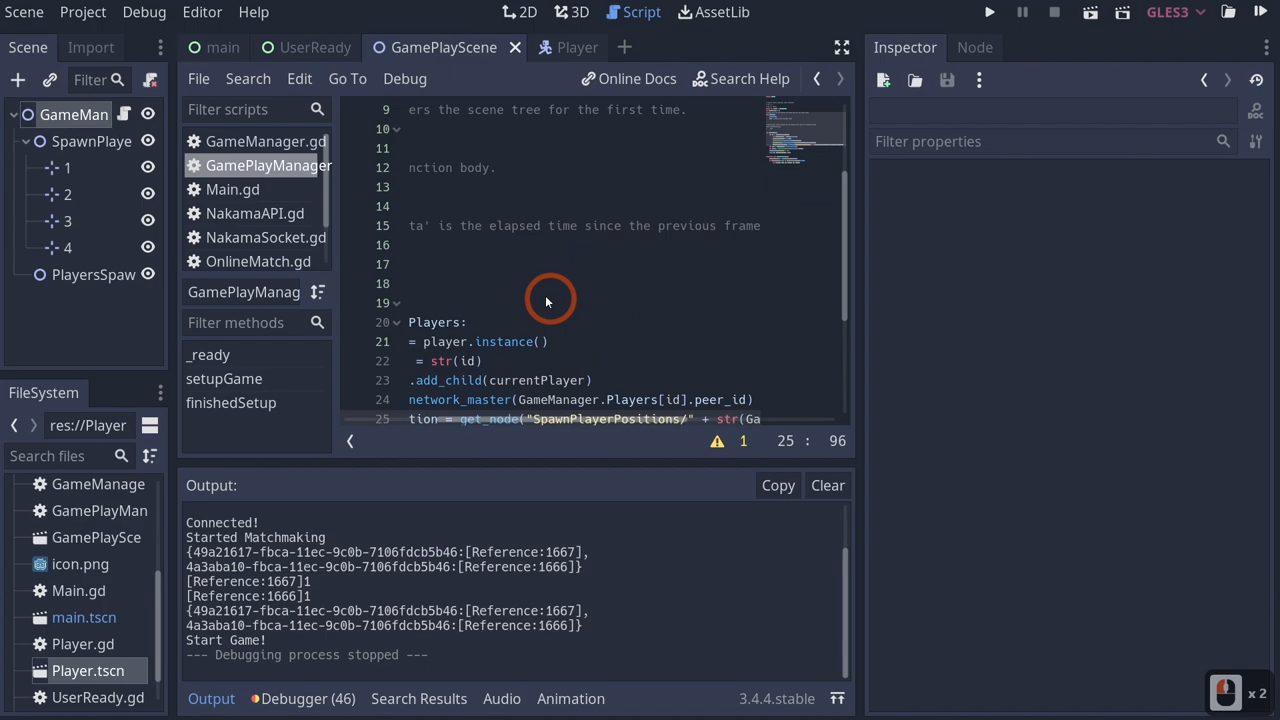 Scene Project Debug Editor Help 2D 3D Script AssetLib GLES3
Scene Import main UserReady GamePlayScene Player Inspector Node
Filter File Search Edit Go To Debug Online Docs Search Help
GameMan
SpawnPlaye
1
2
3
4
PlayersSpaw
Filter scripts
GameManager.gd
GamePlayManager
Main.gd
NakamaAPI.gd
NakamaSocket.gd
OnlineMatch.gd
GamePlayManag
Filter methods
_ready
setupGame
finishedSetup
9 ers the scene tree for the first time.
10
11
12 nction body.
13
14
15 ta' is the elapsed time since the previous frame
16
17
18
19
20 Players:
21 = player.instance()
22 = str(id)
23 .add_child(currentPlayer)
24 network_master(GameManager.Players[id].peer_id)
25 tion = get_node("SpawnPlayerPositions/" + str(Ga
1 25 : 96
Filter properties
FileSystem
res://Player
Search files
GameManage
GamePlayMan
GamePlaySce
icon.png
Main.gd
main.tscn
Player.gd
Player.tscn
UserReady.gd
Output: Copy Clear
Connected!
Started Matchmaking
{49a21617-fbca-11ec-9c0b-7106fdcb5b46:[Reference:1667],
4a3aba10-fbca-11ec-9c0b-7106fdcb5b46:[Reference:1666]}
[Reference:1667]1
[Reference:1666]1
{49a21617-fbca-11ec-9c0b-7106fdcb5b46:[Reference:1667],
4a3aba10-fbca-11ec-9c0b-7106fdcb5b46:[Reference:1666]}
Start Game!
--- Debugging process stopped ---
Output Debugger (46) Search Results Audio Animation 3.4.4.stable
x 2